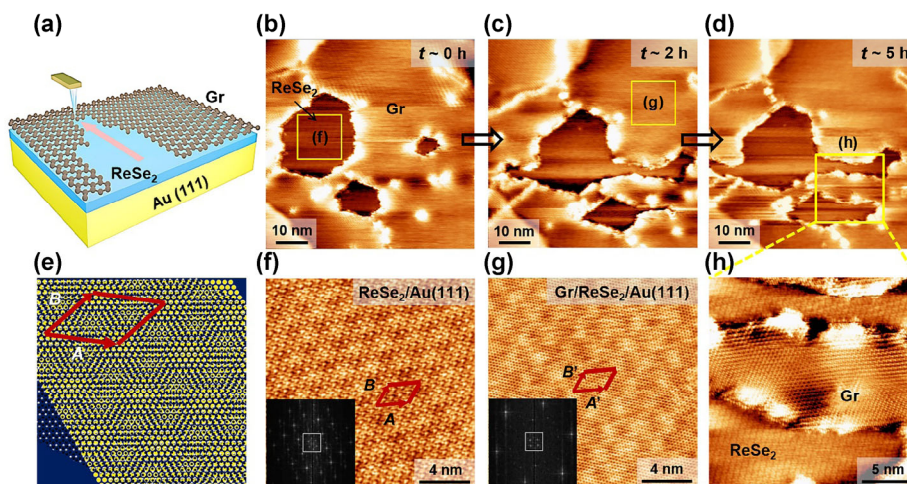 (a)
Gr
ReSe₂
Au (111)
(b)
t ~ 0 h
ReSe₂
Gr
(f)
10 nm
(c)
t ~ 2 h
(g)
10 nm
(d)
t ~ 5 h
(h)
10 nm
(e)
B
A
(f)
ReSe₂/Au(111)
B
A
4 nm
(g)
Gr/ReSe₂/Au(111)
B'
A'
4 nm
(h)
Gr
ReSe₂
5 nm